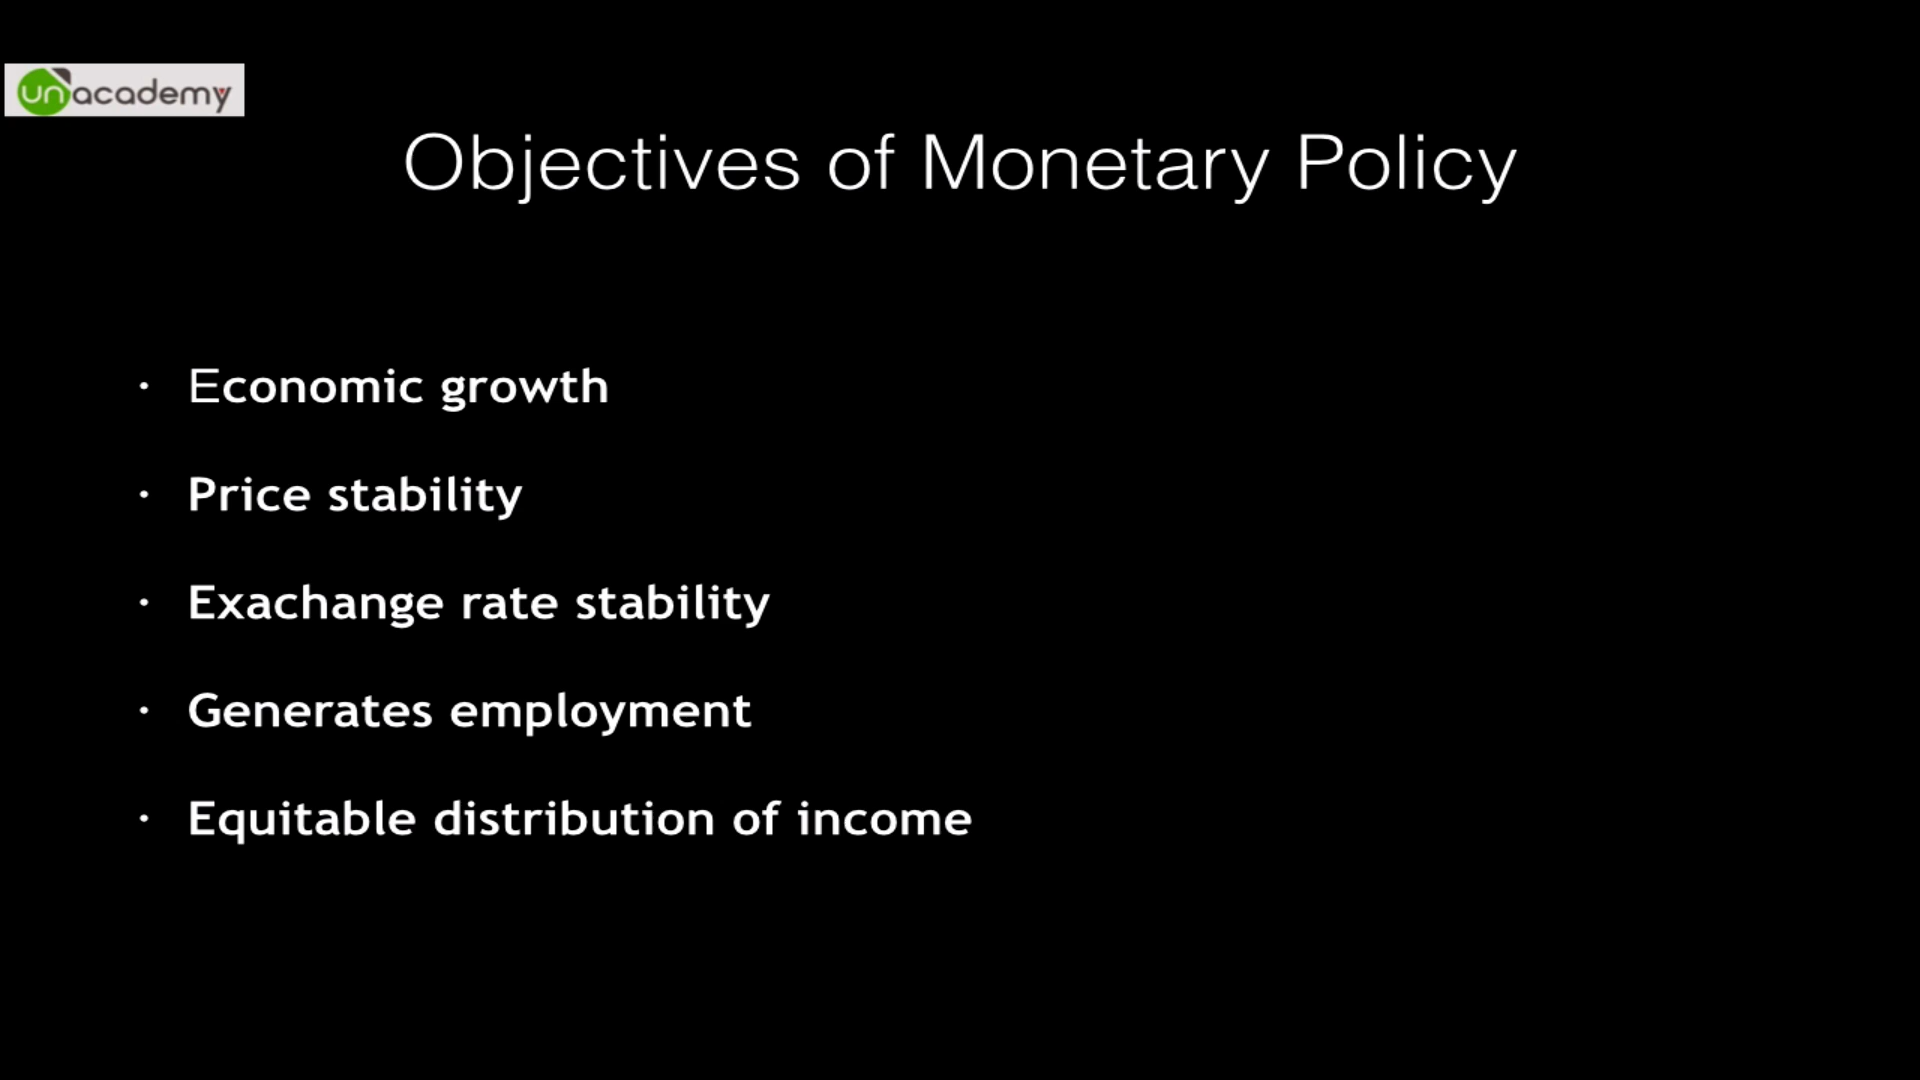 unacademy
Objectives of Monetary Policy
• Economic growth
• Price stability
• Exachange rate stability
• Generates employment
• Equitable distribution of income